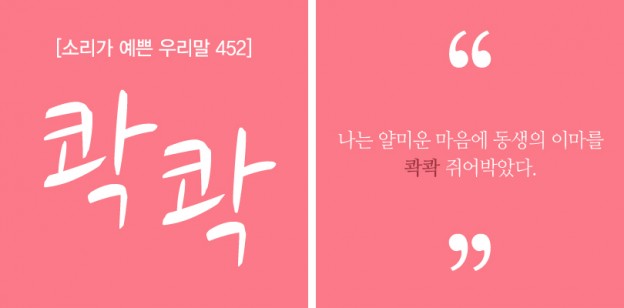 [소리가 예쁜 우리말 452]
콱콱
“
나는 얄미운 마음에 동생의 이마를
콱콱 쥐어박았다.
”